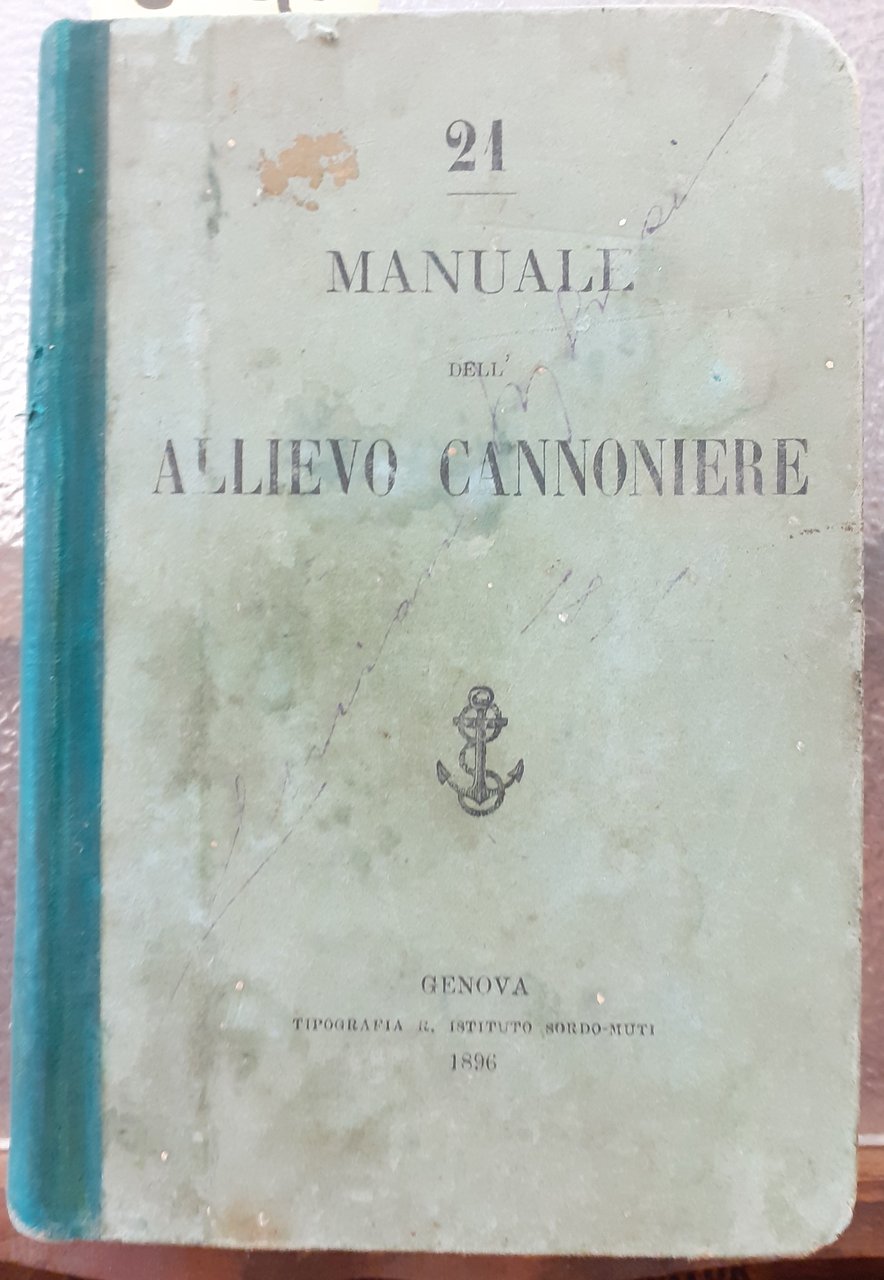 21
MANUALE
DELL'
ALLIEVO CANNONIERE
GENOVA
TIPOGRAFIA R. ISTITUTO SORDO-MUTI
1896